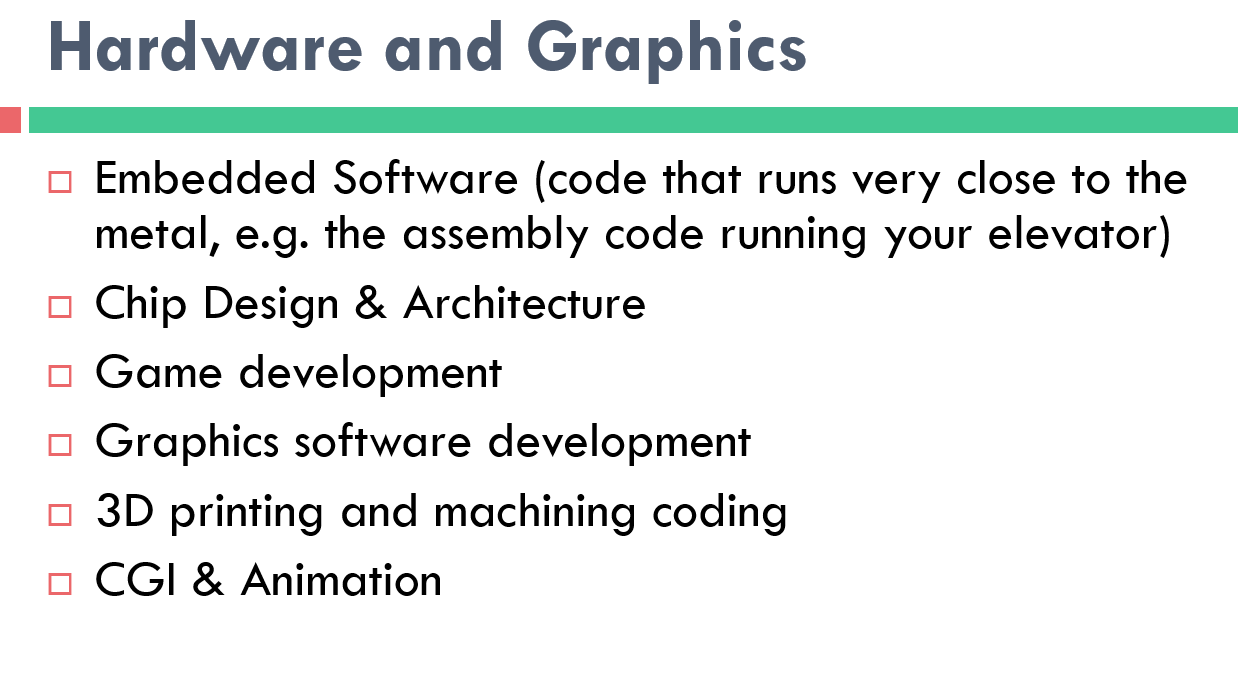 Hardware and Graphics
Embedded Software (code that runs very close to the
metal, e.g. the assembly code running your elevator)
Chip Design & Architecture
Game development
Graphics software development
3D printing and machining coding
CGI & Animation